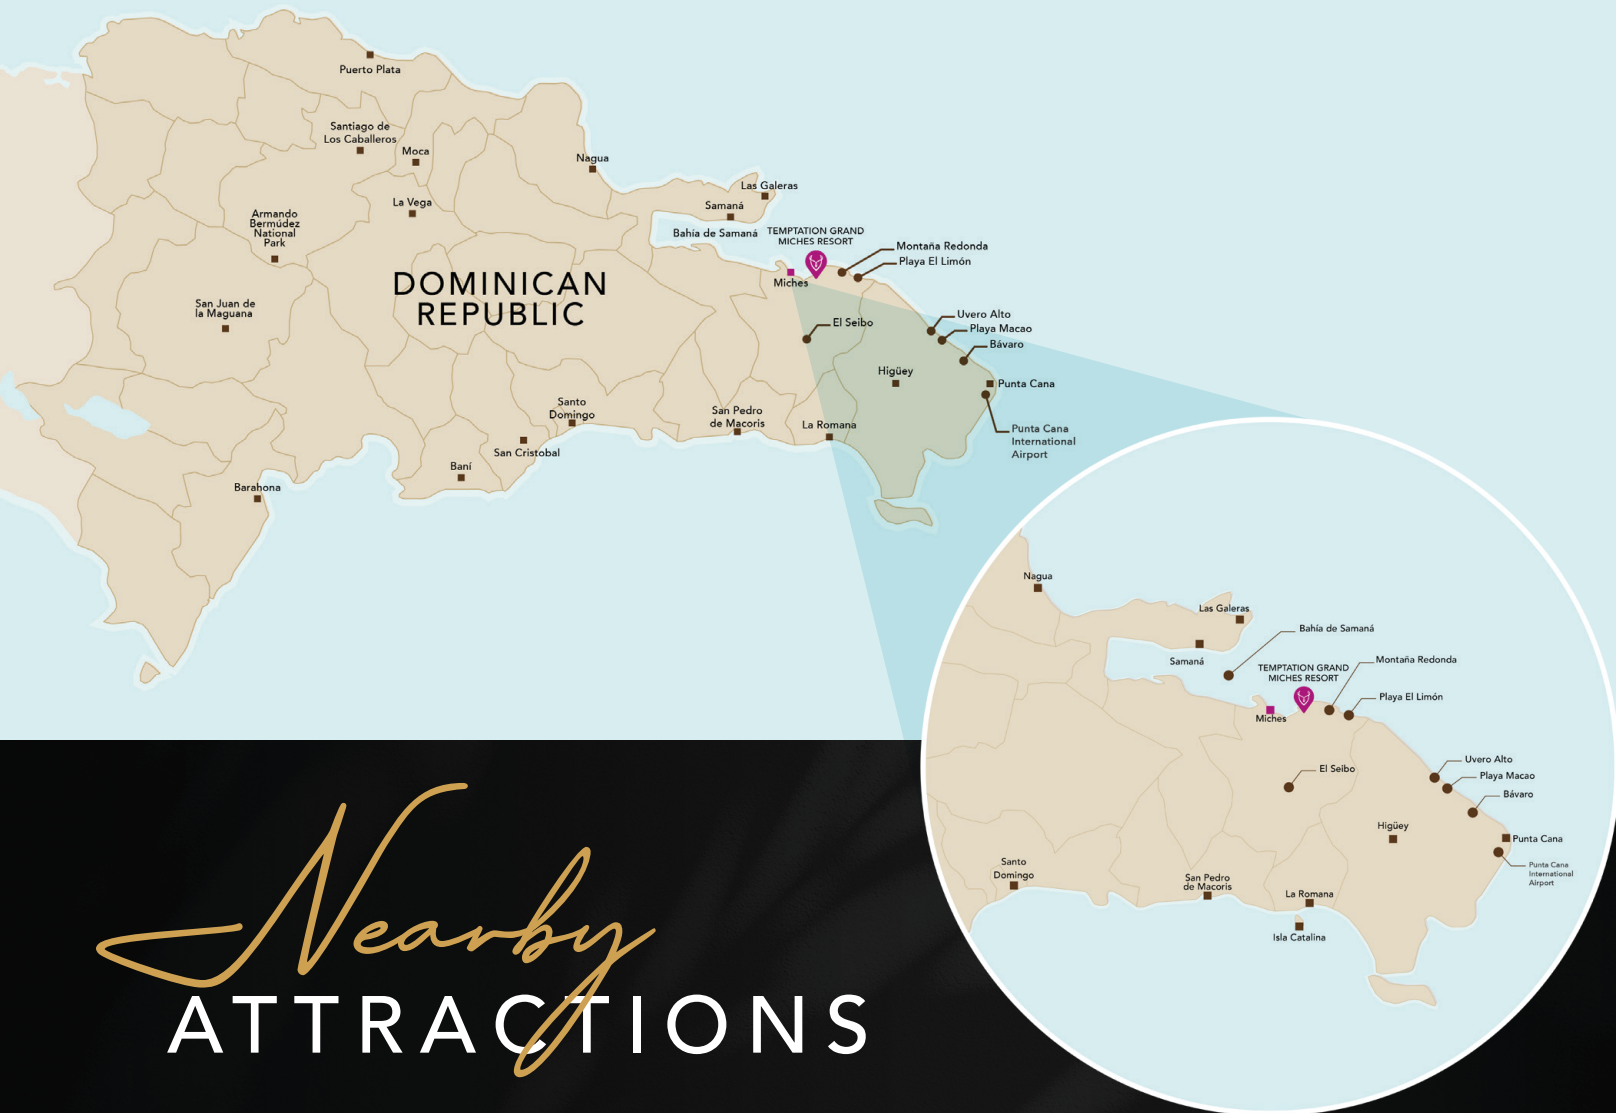 Puerto Plata
Santiago de
Los Caballeros
Moca
Nagua
La Vega
Las Galeras
Samaná
Armando
Bermúdez
National
Park
Bahía de Samaná
TEMPTATION GRAND
MICHES RESORT
Montaña Redonda
Playa El Limón
Miches
DOMINICAN
REPUBLIC
San Juan de
la Maguana
El Seibo
Uvero Alto
Playa Macao
Bávaro
Higüey
Punta Cana
Santo
Domingo
San Pedro
de Macoris
La Romana
Punta Cana
International
Airport
San Cristobal
Baní
Barahona
Nagua
Las Galeras
Bahía de Samaná
Samaná
TEMPTATION GRAND
MICHES RESORT
Montaña Redonda
Playa El Limón
Miches
El Seibo
Uvero Alto
Playa Macao
Bávaro
Higüey
Punta Cana
Punta Cana
International
Airport
Santo
Domingo
San Pedro
de Macoris
La Romana
Isla Catalina
Nearby
ATTRACTIONS